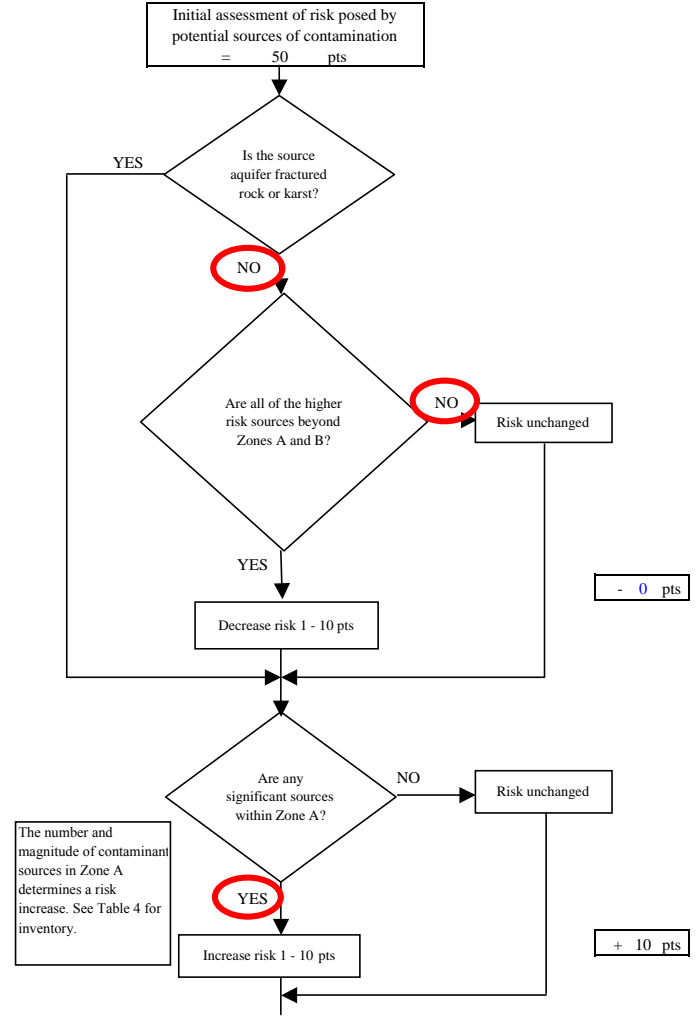 Initial assessment of risk posed by
potential sources of contamination
= 50 pts
YES
Is the source
aquifer fractured
rock or karst?
NO
Are all of the higher
risk sources beyond
Zones A and B?
NO
Risk unchanged
YES
- 0 pts
Decrease risk 1 - 10 pts
Are any
significant sources
within Zone A?
NO
Risk unchanged
The number and
magnitude of contaminant
sources in Zone A
determines a risk
increase. See Table 4 for
inventory.
YES
+ 10 pts
Increase risk 1 - 10 pts